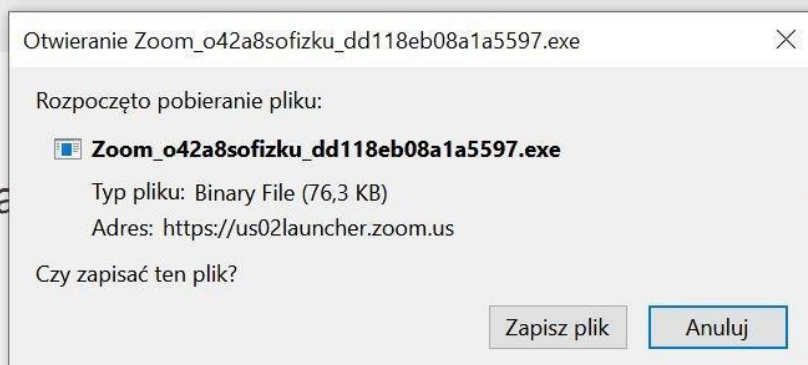 Otwieranie Zoom_o42a8sofizku_dd118eb08a1a5597.exe
Rozpoczęto pobieranie pliku:
Zoom_o42a8sofizku_dd118eb08a1a5597.exe
Typ pliku: Binary File (76,3 KB)
Adres: https://us02launcher.zoom.us
Czy zapisać ten plik?
Zapisz plik Anuluj